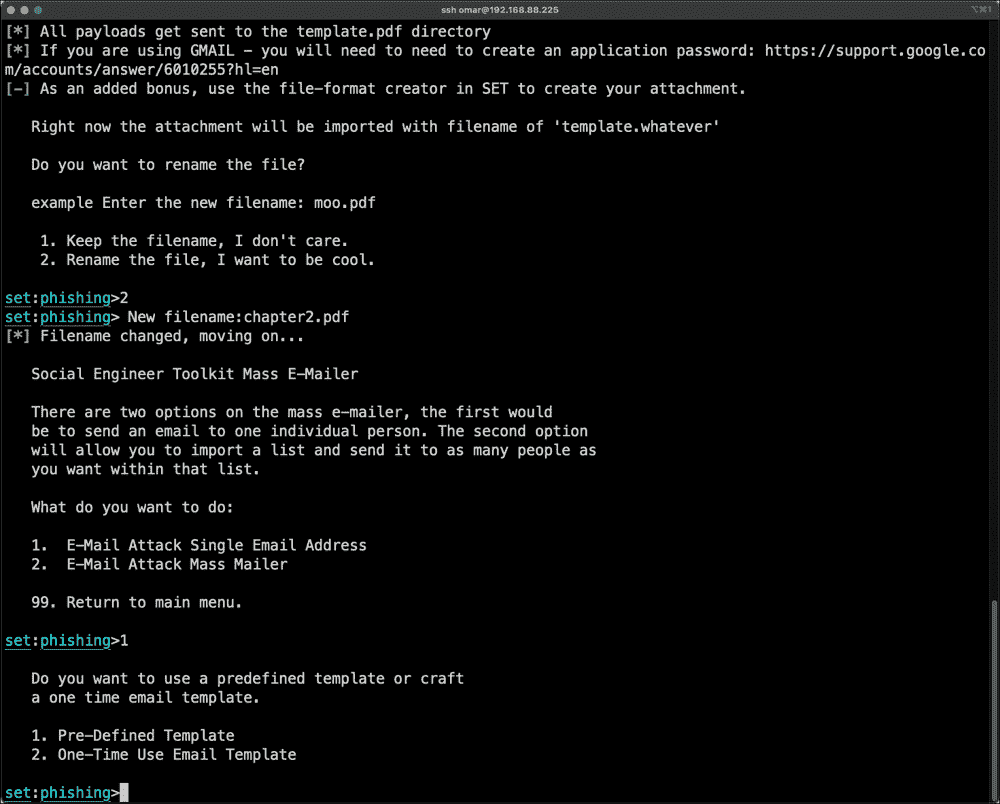 ssh omar@192.168.88.225
⌥⌘1
[*] All payloads get sent to the template.pdf directory
[*] If you are using GMAIL - you will need to need to create an application password: https://support.google.co
m/accounts/answer/6010255?hl=en
[-] As an added bonus, use the file-format creator in SET to create your attachment.
Right now the attachment will be imported with filename of 'template.whatever'
Do you want to rename the file?
example Enter the new filename: moo.pdf
1. Keep the filename, I don't care.
2. Rename the file, I want to be cool.
set:phishing>2
set:phishing> New filename:chapter2.pdf
[*] Filename changed, moving on...
Social Engineer Toolkit Mass E-Mailer
There are two options on the mass e-mailer, the first would
be to send an email to one individual person. The second option
will allow you to import a list and send it to as many people as
you want within that list.
What do you want to do:
1.  E-Mail Attack Single Email Address
2.  E-Mail Attack Mass Mailer
99. Return to main menu.
set:phishing>1
Do you want to use a predefined template or craft
a one time email template.
1. Pre-Defined Template
2. One-Time Use Email Template
set:phishing>